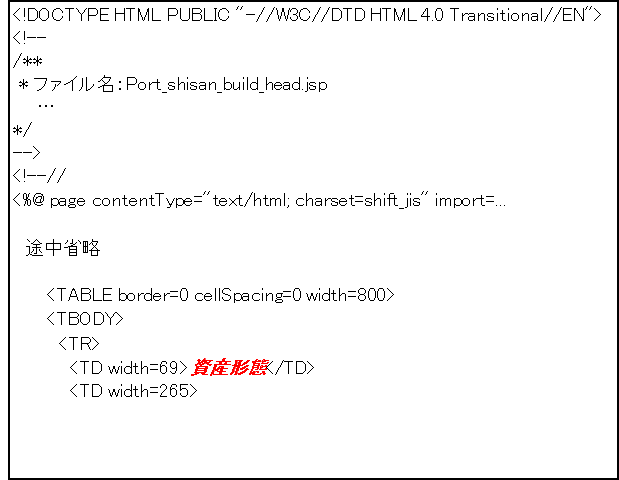 <!DOCTYPE HTML PUBLIC "-//W3C//DTD HTML 4.0 Transitional//EN">
<!--
/**
* ファイル名：Port_shisan_build_head.jsp
…
*/
-->
<!--//
<%@ page contentType="text/html; charset=shift_jis" import=...
途中省略
<TABLE border=0 cellSpacing=0 width=800>
<TBODY>
<TR>
<TD width=69> 資産形態</TD>
<TD width=265>